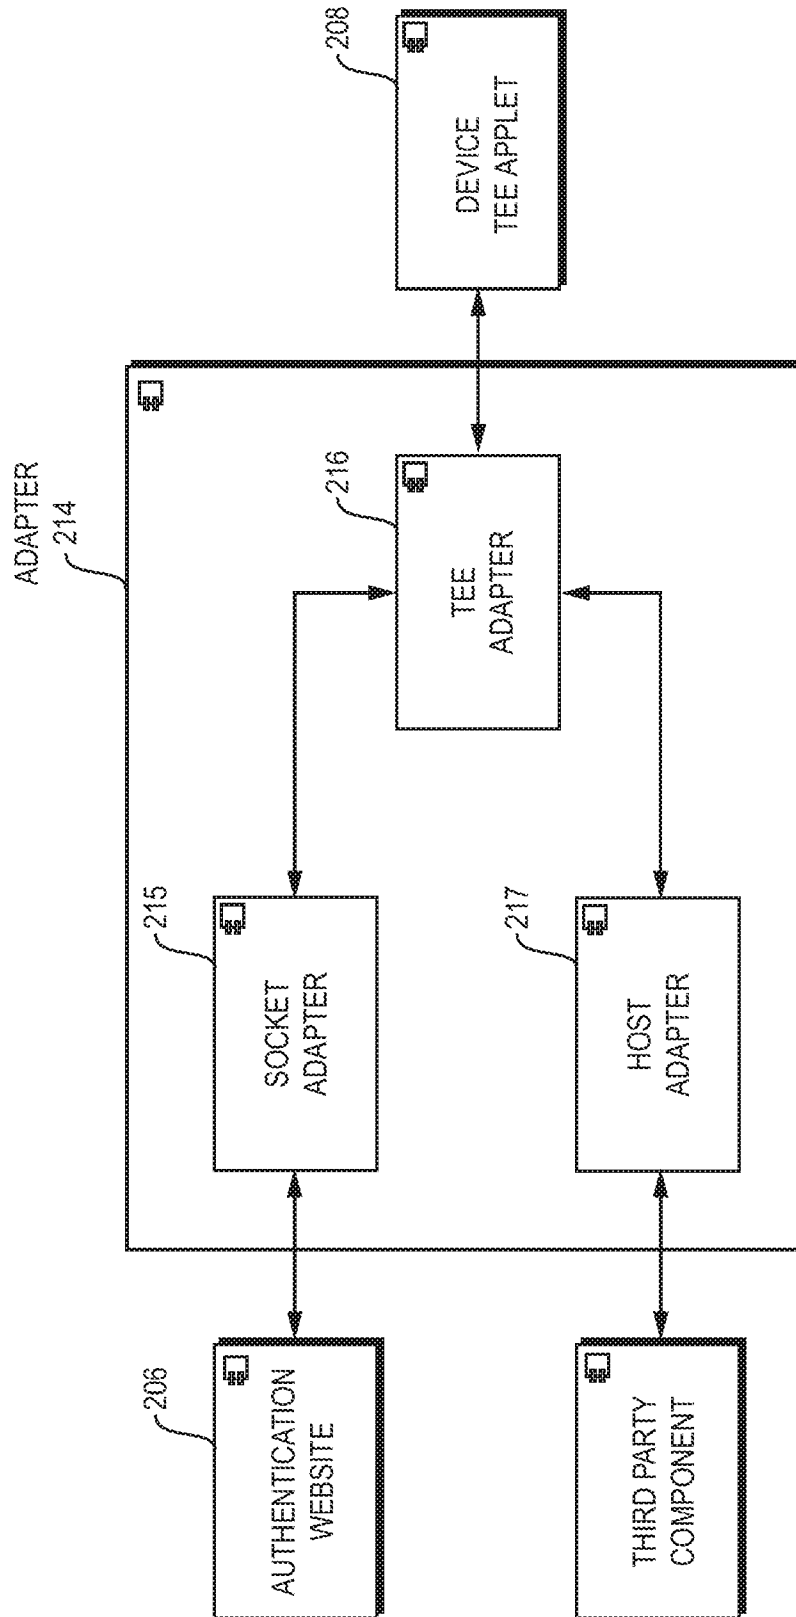 ADAPTER
214
206
AUTHENTICATION
WEBSITE
215
SOCKET
ADAPTER
216
TEE
ADAPTER
208
DEVICE
TEE APPLET
217
HOST
ADAPTER
THIRD PARTY
COMPONENT